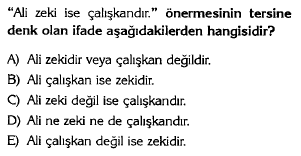 “Ali zeki ise çalışkandır.” önermesinin tersine
denk olan ifade aşağıdakilerden hangisidir?
A) Ali zekidir veya çalışkan değildir.
B) Ali çalışkan ise zekidir.
C) Ali zeki değil ise çalışkandır.
D) Ali ne zeki ne de çalışkandır.
E) Ali çalışkan değil ise zekidir.